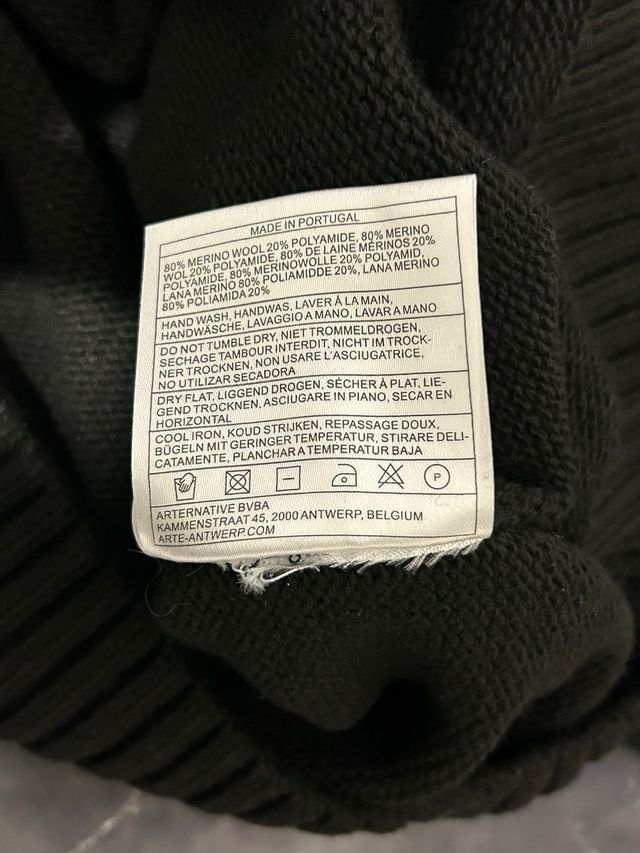 MADE IN PORTUGAL
80% MERINO WOOL 20% POLYAMIDE, 80% MERINO
WOL 20% POLYAMIDE, 80% DE LAINE MÉRINOS 20%
POLYAMIDE, 80% MERINOWOLLE 20% POLYAMID,
LANA MERINO 80% POLIAMIDDE 20%, LANA MERINO
80% POLIAMIDA 20%
HAND WASH, HANDWAS, LAVER À LA MAIN,
HANDWÄSCHE, LAVAGGIO A MANO, LAVAR A MANO
DO NOT TUMBLE DRY, NIET TROMMELDROGEN,
SECHAGE TAMBOUR INTERDIT, NICHT IM TROCK-
NER TROCKNEN, NON USARE L'ASCIUGATRICE,
NO UTILIZAR SECADORA
DRY FLAT, LIGGEND DROGEN, SÉCHER À PLAT, LIE-
GEND TROCKNEN, ASCIUGARE IN PIANO, SECAR EN
HORIZONTAL
COOL IRON, KOUD STRIJKEN, REPASSAGE DOUX,
BÜGELN MIT GERINGER TEMPERATUR, STIRARE DELI-
CATAMENTE, PLANCHAR A TEMPERATUR BAJA
P
ARTERNATIVE BVBA
KAMMENSTRAAT 45, 2000 ANTWERP, BELGIUM
ARTE-ANTWERP.COM